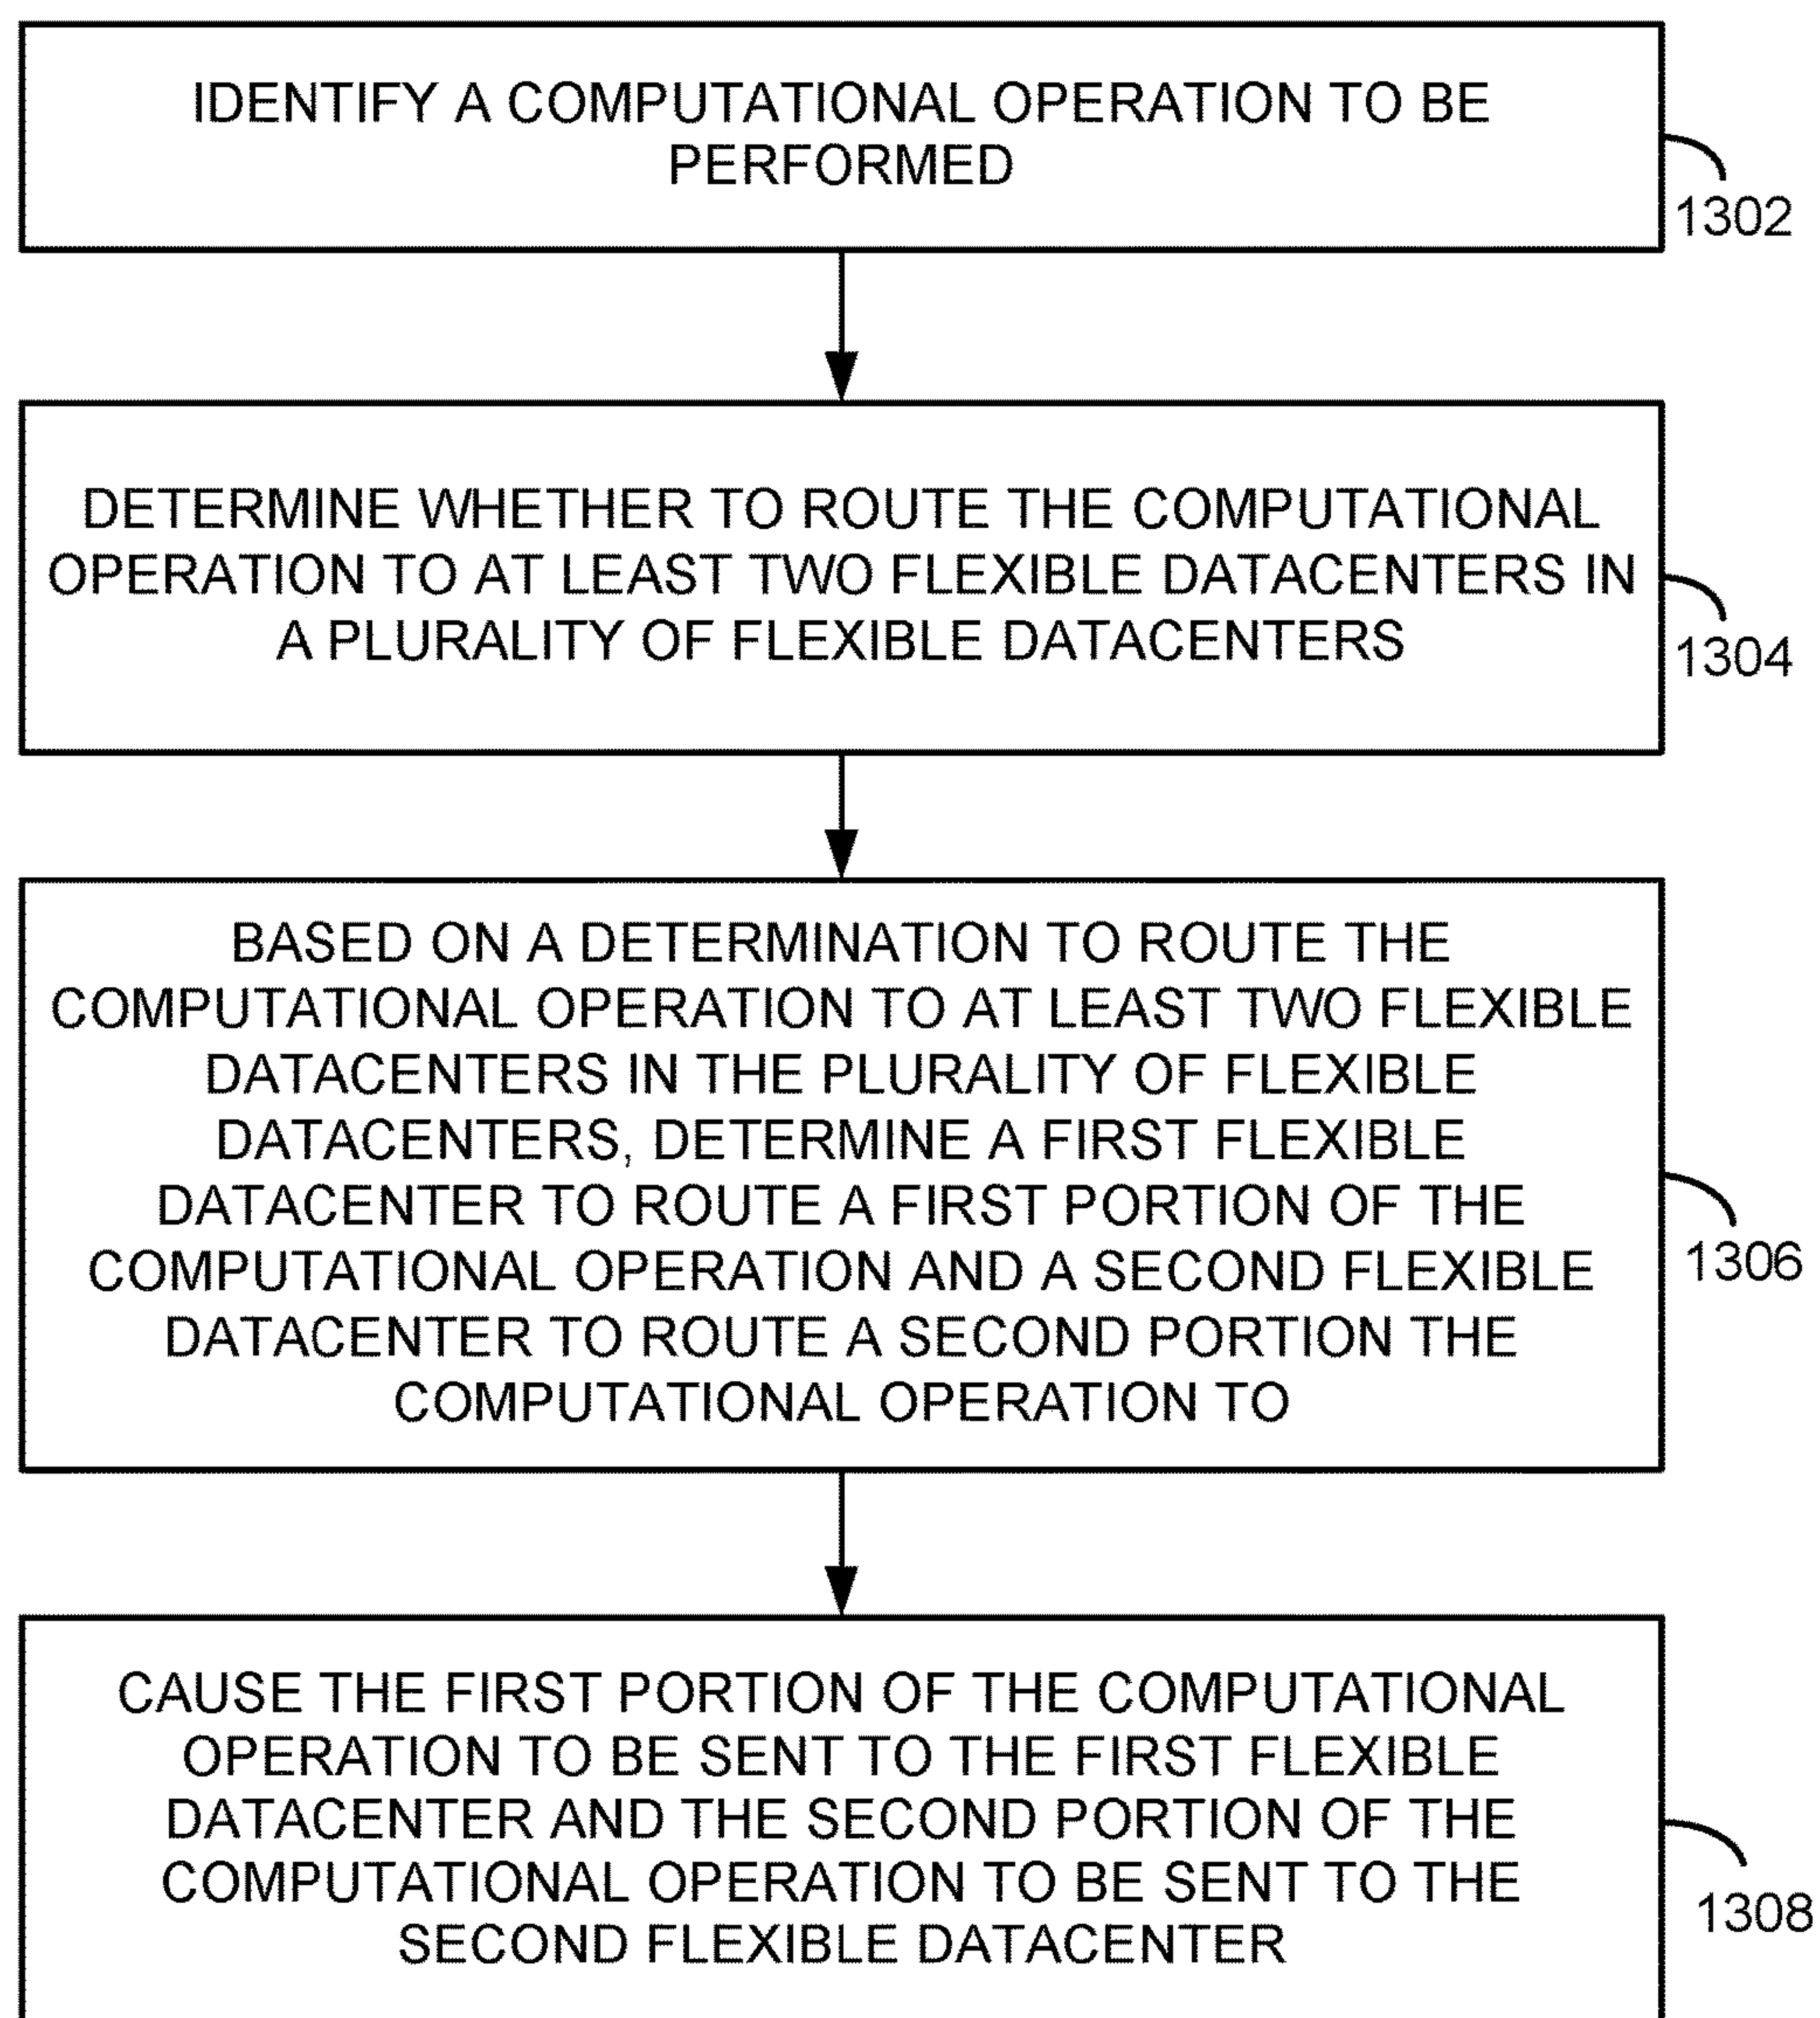 IDENTIFY A COMPUTATIONAL OPERATION TO BE
PERFORMED
1302
DETERMINE WHETHER TO ROUTE THE COMPUTATIONAL
OPERATION TO AT LEAST TWO FLEXIBLE DATACENTERS IN
A PLURALITY OF FLEXIBLE DATACENTERS
1304
BASED ON A DETERMINATION TO ROUTE THE
COMPUTATIONAL OPERATION TO AT LEAST TWO FLEXIBLE
DATACENTERS IN THE PLURALITY OF FLEXIBLE
DATACENTERS, DETERMINE A FIRST FLEXIBLE
DATACENTER TO ROUTE A FIRST PORTION OF THE
COMPUTATIONAL OPERATION AND A SECOND FLEXIBLE
DATACENTER TO ROUTE A SECOND PORTION THE
COMPUTATIONAL OPERATION TO
1306
CAUSE THE FIRST PORTION OF THE COMPUTATIONAL
OPERATION TO BE SENT TO THE FIRST FLEXIBLE
DATACENTER AND THE SECOND PORTION OF THE
COMPUTATIONAL OPERATION TO BE SENT TO THE
SECOND FLEXIBLE DATACENTER
1308